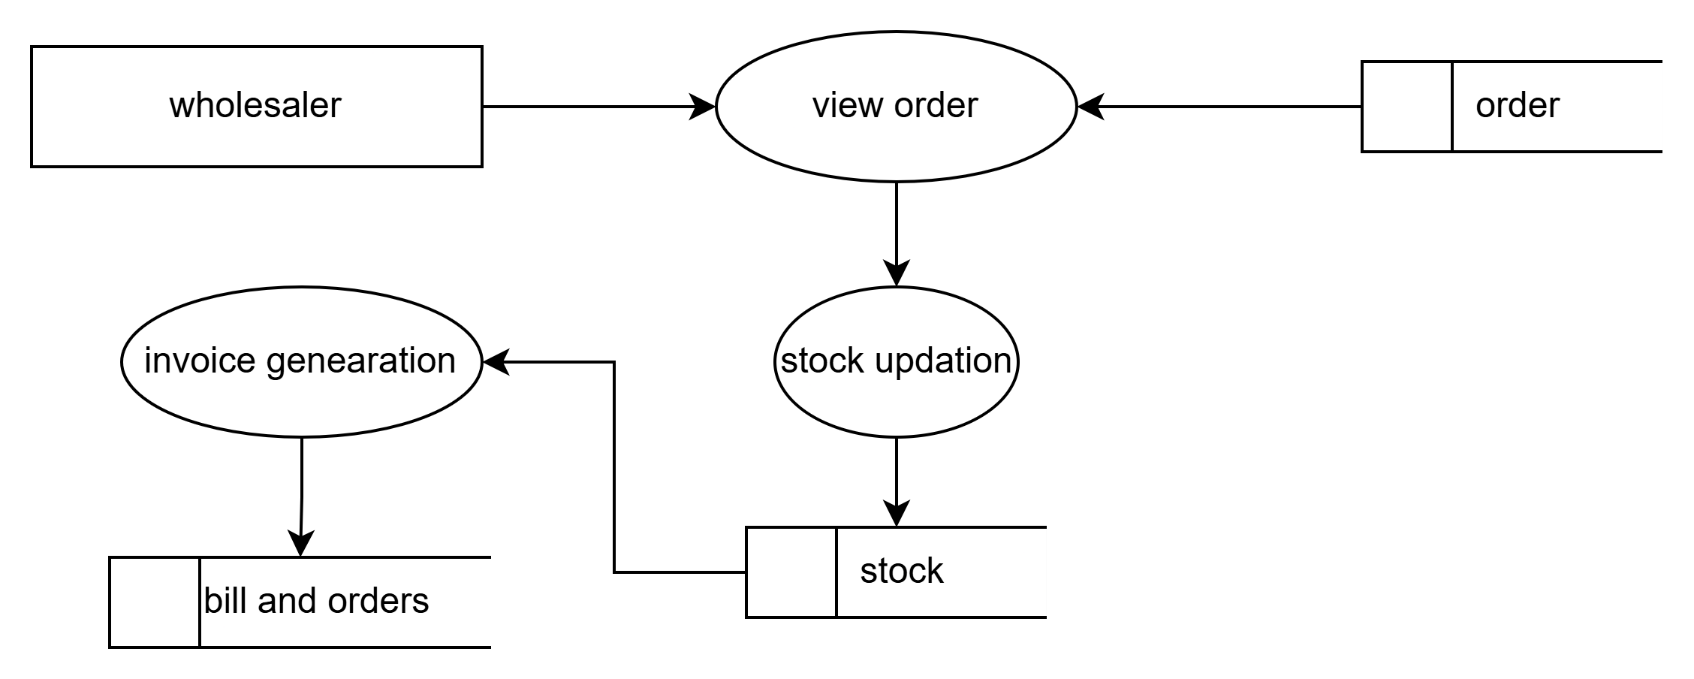 wholesaler
view order
order
invoice genearation
stock updation
stock
bill and orders